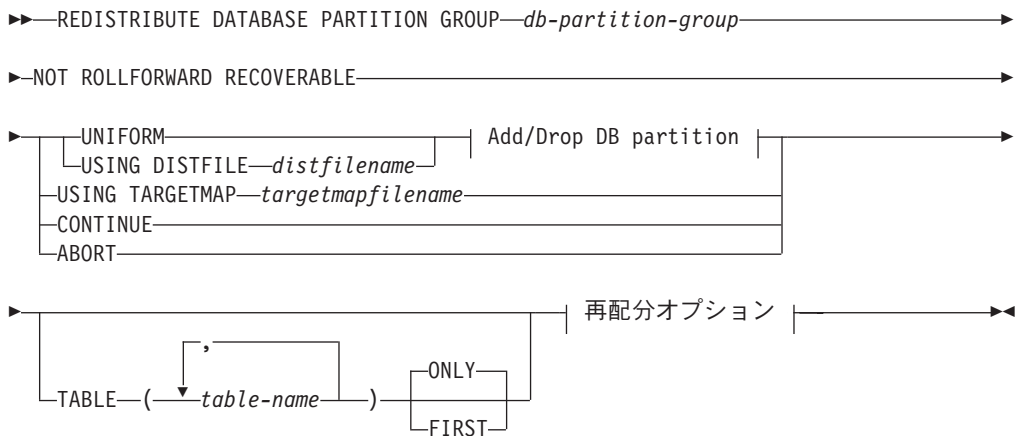 REDISTRIBUTE DATABASE PARTITION GROUP db-partition-group
NOT ROLLFORWARD RECOVERABLE
UNIFORM
USING DISTFILE distfilename
Add/Drop DB partition
USING TARGETMAP targetmapfilename
CONTINUE
ABORT
再配分オプション
,
TABLE ( table-name )
ONLY
FIRST